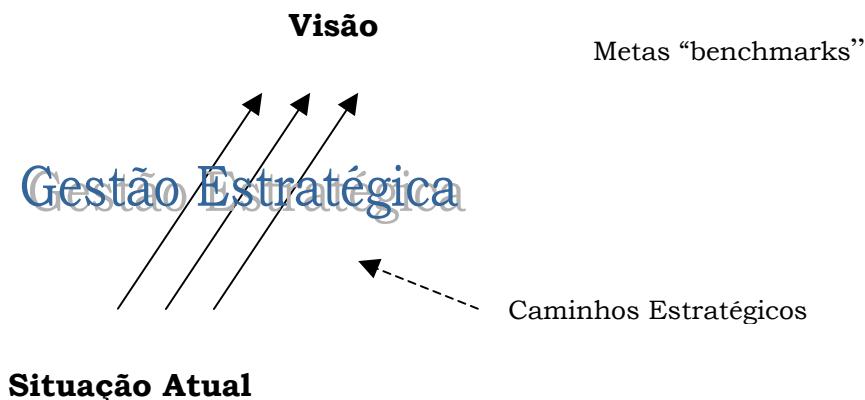 Visão
Metas “benchmarks”
Gestão Estratégica
Caminhos Estratégicos
Situação Atual